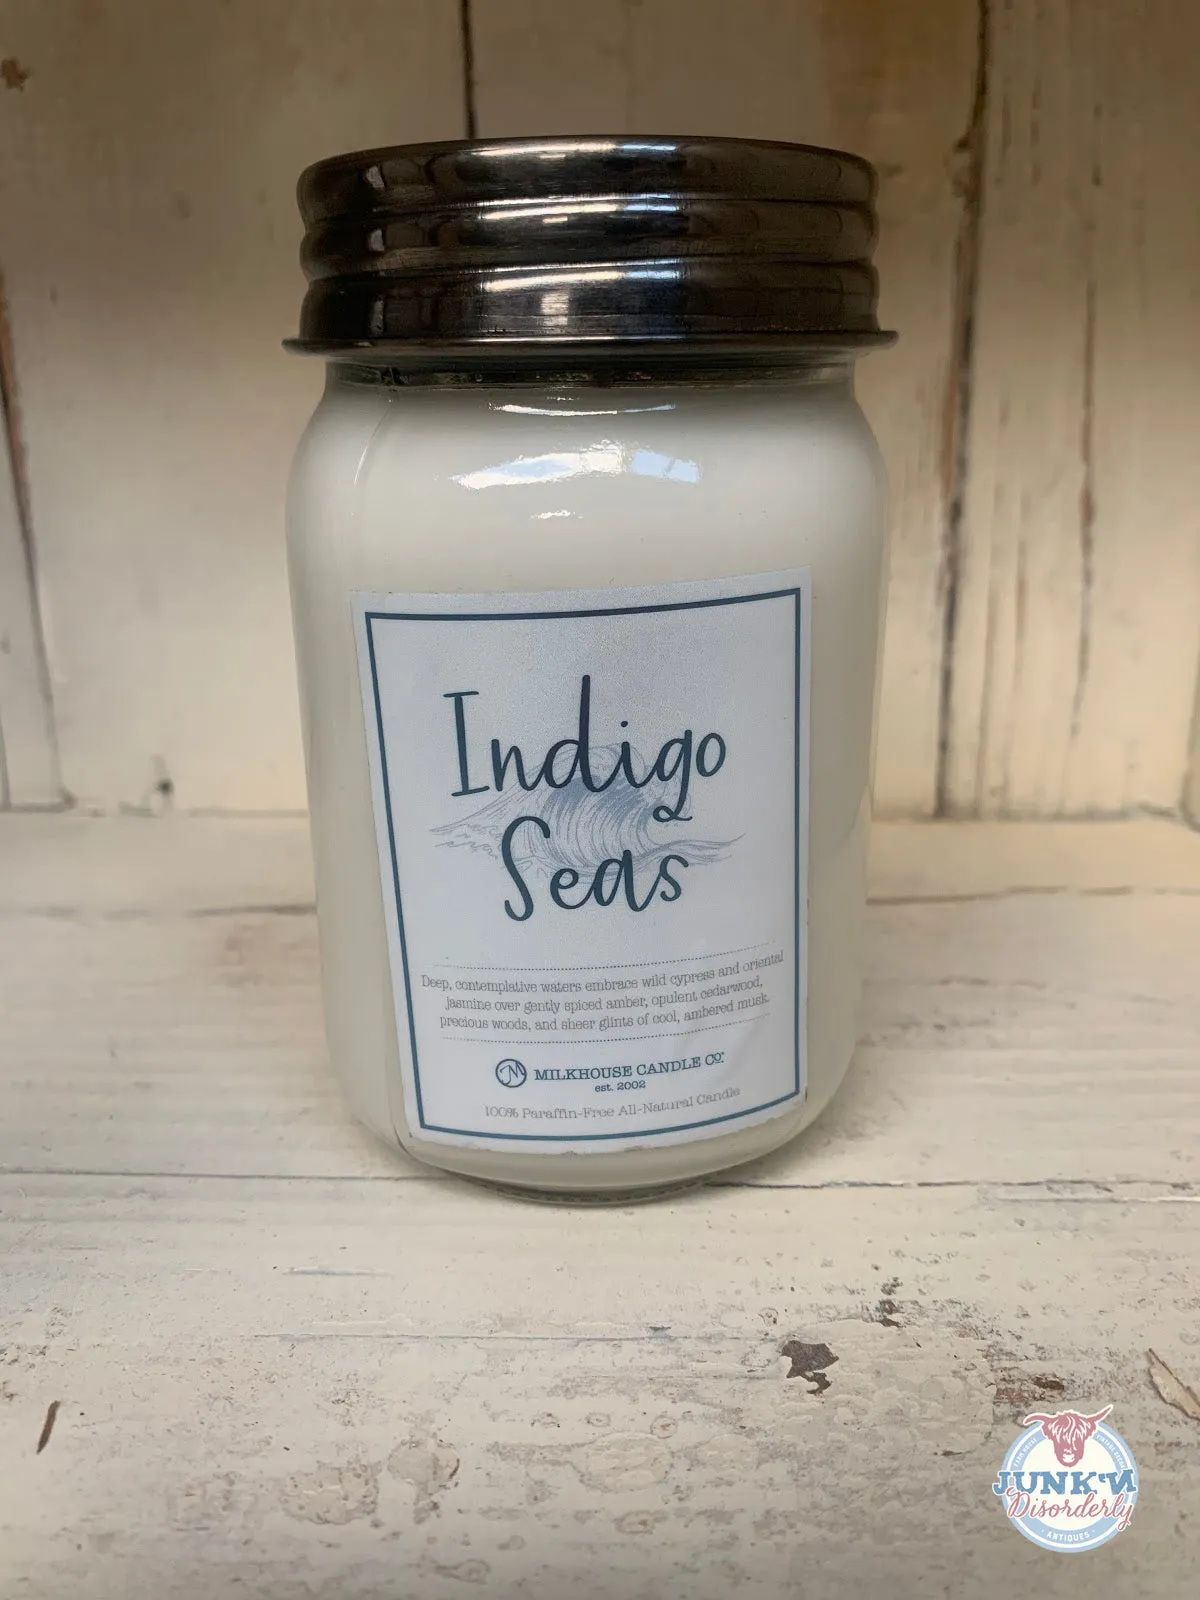 Indigo
Seas
Deep, contemplative waters embrace wild cypress and oriental
jasmine over gently spiced amber, opulent cedarwood,
precious woods, and sheer glints of cool, ambered musk.
MILKHOUSE CANDLE CO.
est. 2002
100% Paraffin-Free All-Natural Candle
JUNK'N
Disorderly
ANTIQUES